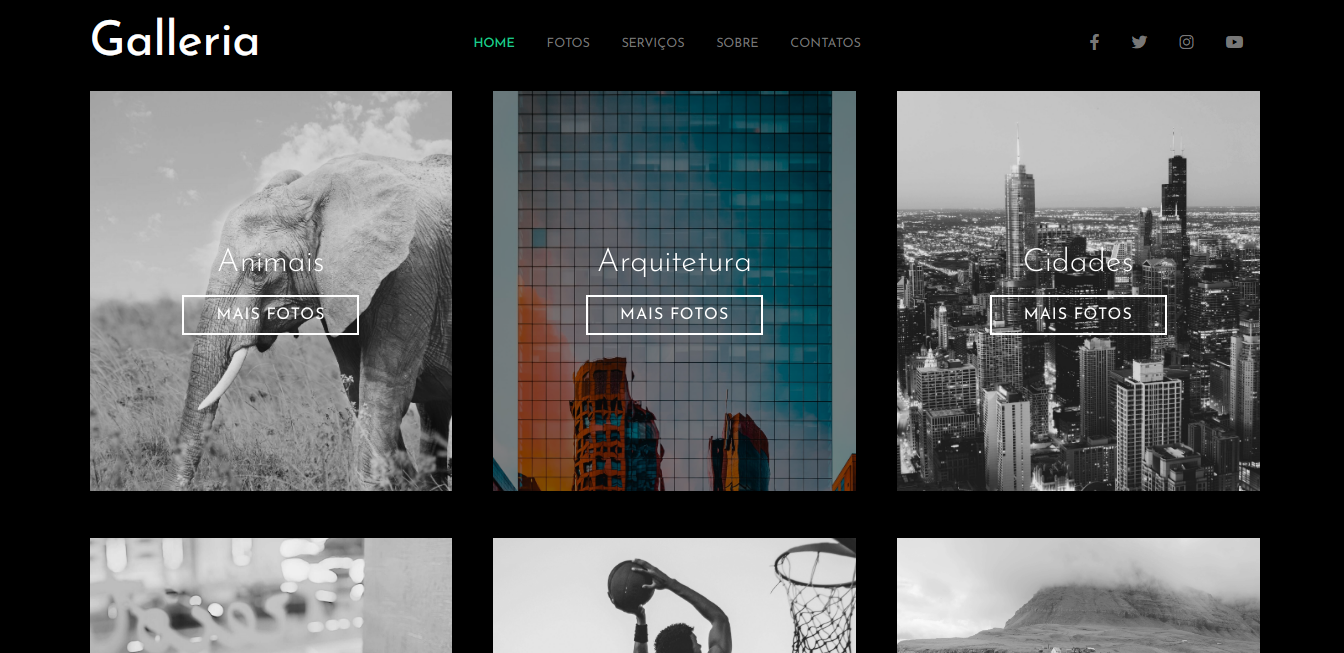 Galleria
HOME FOTOS SERVIÇOS SOBRE CONTATOS
Animais
MAIS FOTOS
Arquitetura
MAIS FOTOS
Cidades
MAIS FOTOS